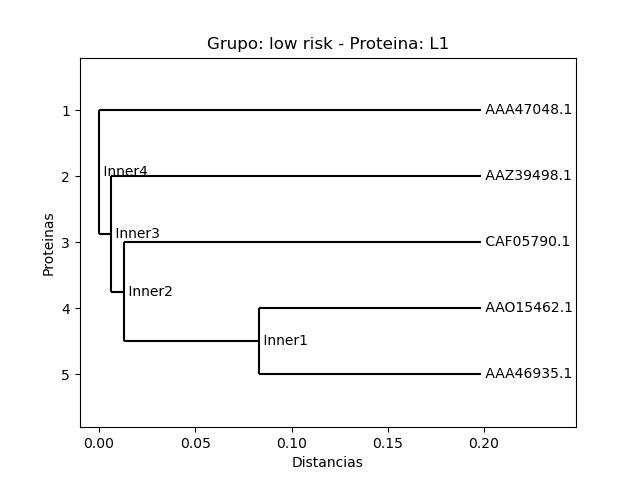 Grupo: low risk - Proteina: L1
1
AAA47048.1
Inner4
2
AAZ39498.1
Inner3
3
CAF05790.1
Inner2
4
AAO15462.1
Inner1
5
AAA46935.1
Proteinas
0.00 0.05 0.10 0.15 0.20
Distancias